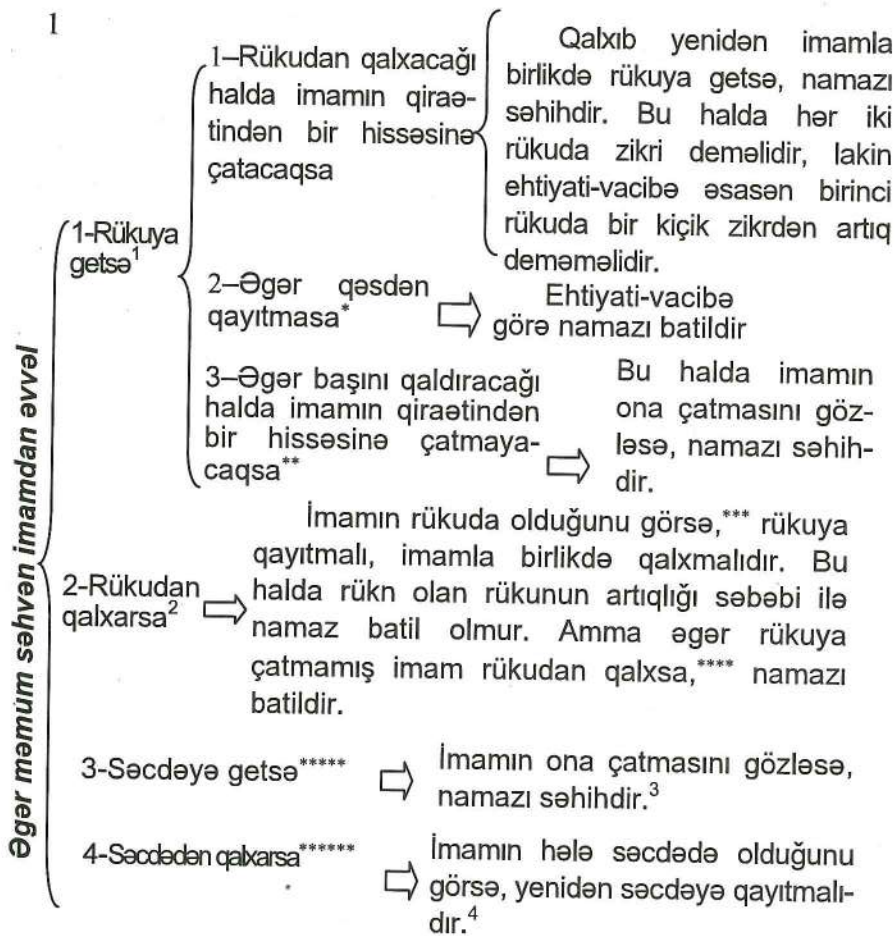 1
Əgər məmum səhvən imamdan əvvəl
1-Rükuya
getsə¹
1–Rükudan qalxacağı
halda imamın qiraə-
tindən bir hissəsinə
çatacaqsa
Qalxıb yenidən imamla
birlikdə rükuya getsə, namazı
səhihdir. Bu halda hər iki
rükuda zikri deməlidir, lakin
ehtiyati-vacibə əsasən birinci
rükuda bir kiçik zikrdən artıq
deməməlidir.
2–Əgər qəsdən
qayıtmasa*
Ehtiyati-vacibə
görə namazı batildir
3–Əgər başını qaldıracağı
halda imamın qiraətindən
bir hissəsinə çatmaya-
caqsa**
Bu halda imamın
ona çatmasını göz-
ləsə, namazı səhih-
dir.
2-Rükudan
qalxarsa²
İmamın rükuda olduğunu görsə,*** rükuya
qayıtmalı, imamla birlikdə qalxmalıdır. Bu
halda rükn olan rükunun artıqlığı səbəbi ilə
namaz batil olmur. Amma əgər rükuya
çatmamış imam rükudan qalxsa,**** namazı
batildir.
3-Səcdəyə getsə*****
İmamın ona çatmasını gözləsə,
namazı səhihdir.³
4-Səcdədən qalxarsa******
İmamın hələ səcdədə olduğunu
görsə, yenidən səcdəyə qayıtmalı-
dır.⁴